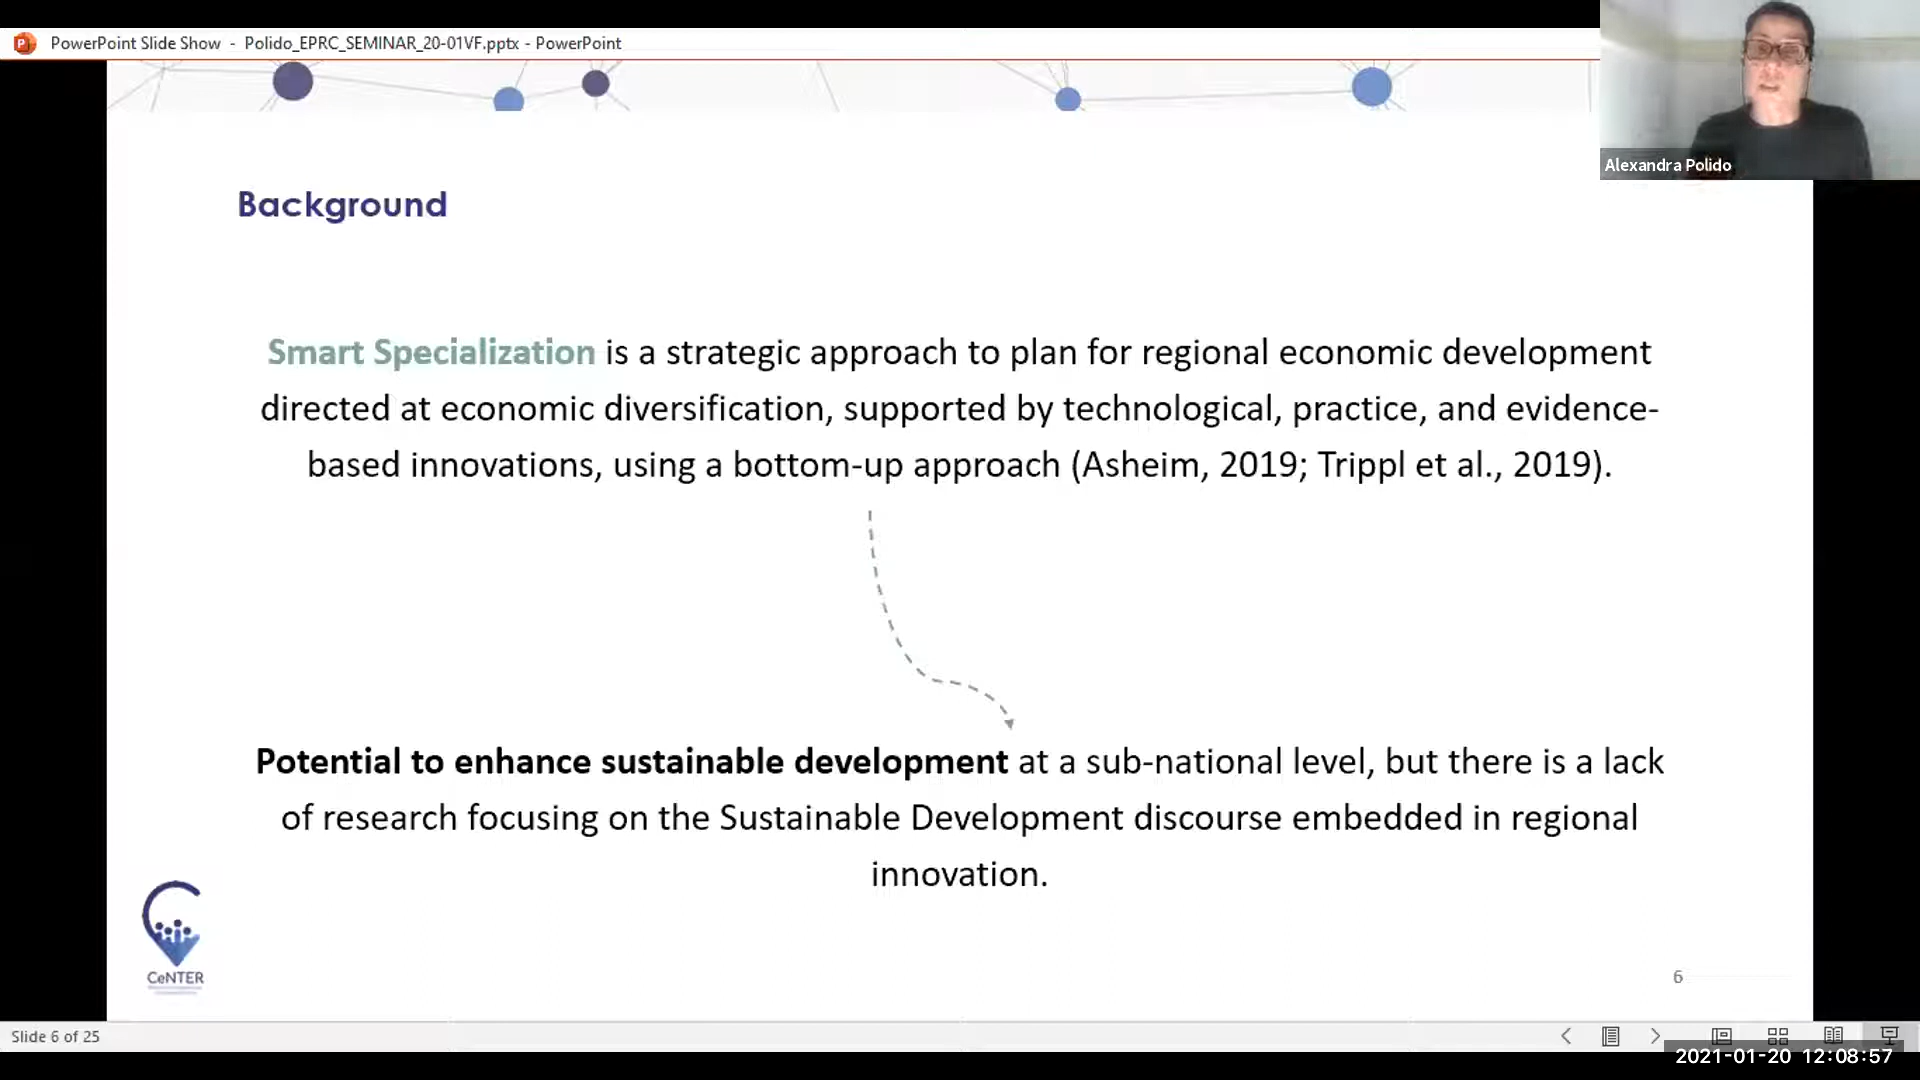 PowerPoint Slide Show - Polido_EPRC_SEMINAR_20-01VF.pptx - PowerPoint
Alexandra Polido
Background
Smart Specialization is a strategic approach to plan for regional economic development
directed at economic diversification, supported by technological, practice, and evidence-
based innovations, using a bottom-up approach (Asheim, 2019; Trippl et al., 2019).
Potential to enhance sustainable development at a sub-national level, but there is a lack
of research focusing on the Sustainable Development discourse embedded in regional
innovation.
CeNTER
6
Slide 6 of 25
2021-01-20 12:08:57